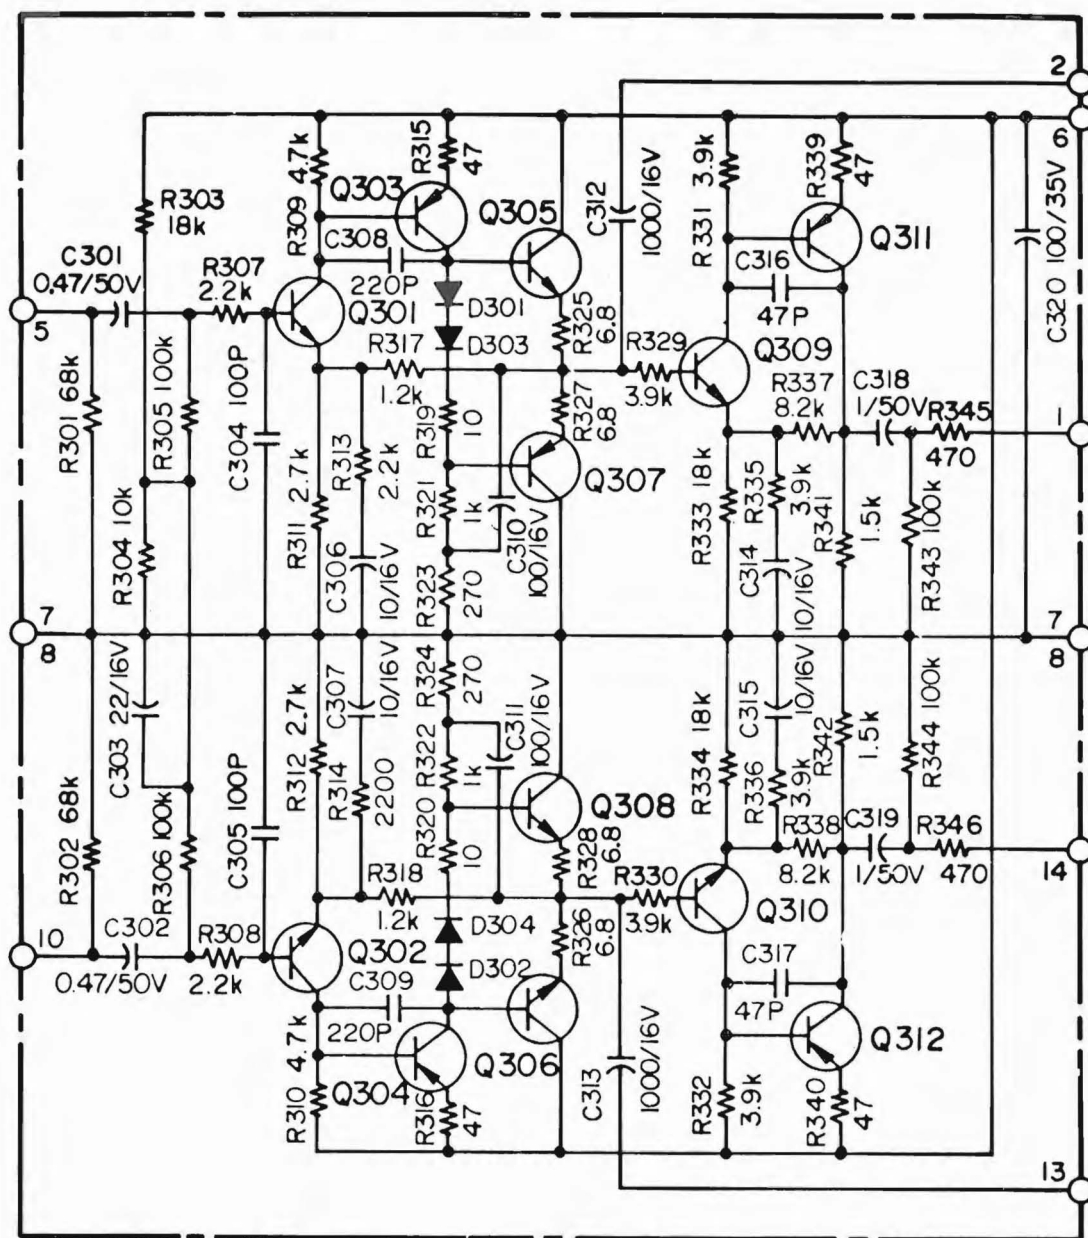 2
6
R315
47
4.7k
Q303
R309
R303
18k
C301
0.47/50V
R307
2.2k
5
C308
220P
Q301
Q305
D301
D303
C312
1000/16V
3.9k
R331
R339
47
Q311
C316
47P
C320 100/35V
R301 68k
R305 100k
C304 100P
R317
1.2k
R325
6.8
R329
3.9k
Q309
R337
8.2k
C318
1/50V
R345
470
1
R319
10
R327
6.8
Q307
R313
2.2k
R311 2.7k
R321
1k
C310
100/16V
R304 10k
C306
10/16V
R323
270
R333 18k
R335
3.9k
R341
1.5k
C314
10/16V
R343 100k
7
8
7
8
C303 22/16V
R312 2.7k
C307
10/16V
R324
270
R314
2200
R322
1k
C311
100/16V
R334 18k
C315
10/16V
R336
3.9k
R342
1.5k
R344 100k
R302 68k
R306 100k
C305 100P
R320
10
Q308
R328
6.8
R318
1.2k
R330
3.9k
R338
8.2k
C319
1/50V
R346
470
14
10
C302
0.47/50V
R308
2.2k
Q302
D304
D302
R326
6.8
Q310
C309
220P
C317
47P
Q312
4.7k
R310
Q304
R316
47
Q306
C313
1000/16V
R332
3.9k
R340
47
13